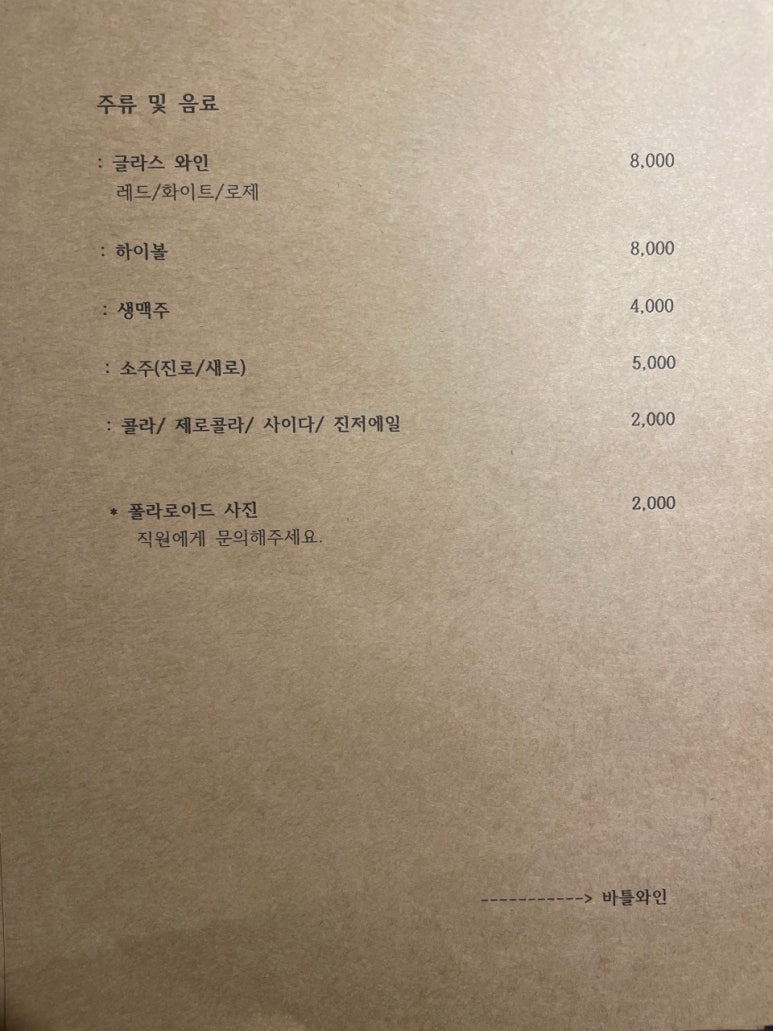 주류 및 음료
: 글라스 와인 8,000
레드/화이트/로제
: 하이볼 8,000
: 생맥주 4,000
: 소주(진로/새로) 5,000
: 콜라/ 제로콜라/ 사이다/ 진저에일 2,000
* 폴라로이드 사진 2,000
직원에게 문의해주세요.
-----------> 바틀와인